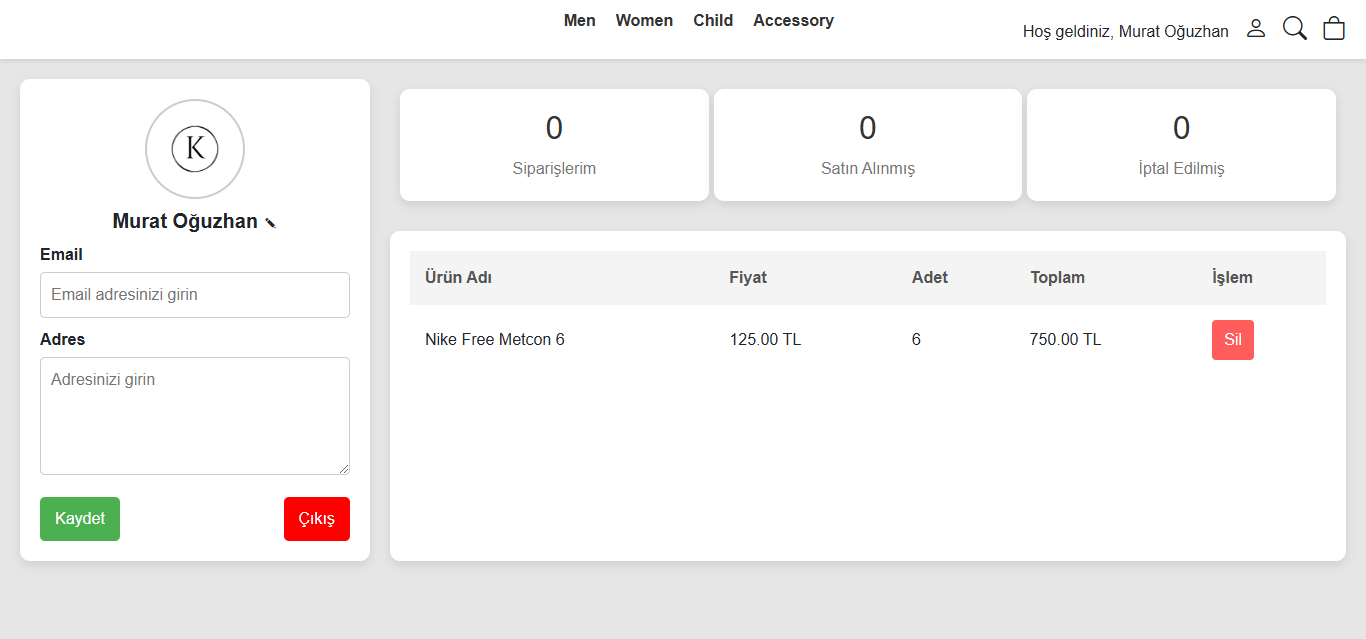 Men Women Child Accessory
Hoş geldiniz, Murat Oğuzhan
K
Murat Oğuzhan
Email
Email adresinizi girin
Adres
Adresinizi girin
Kaydet Çıkış
0 0 0
Siparişlerim Satın Alınmış İptal Edilmiş
Ürün Adı Fiyat Adet Toplam İşlem
Nike Free Metcon 6 125.00 TL 6 750.00 TL Sil